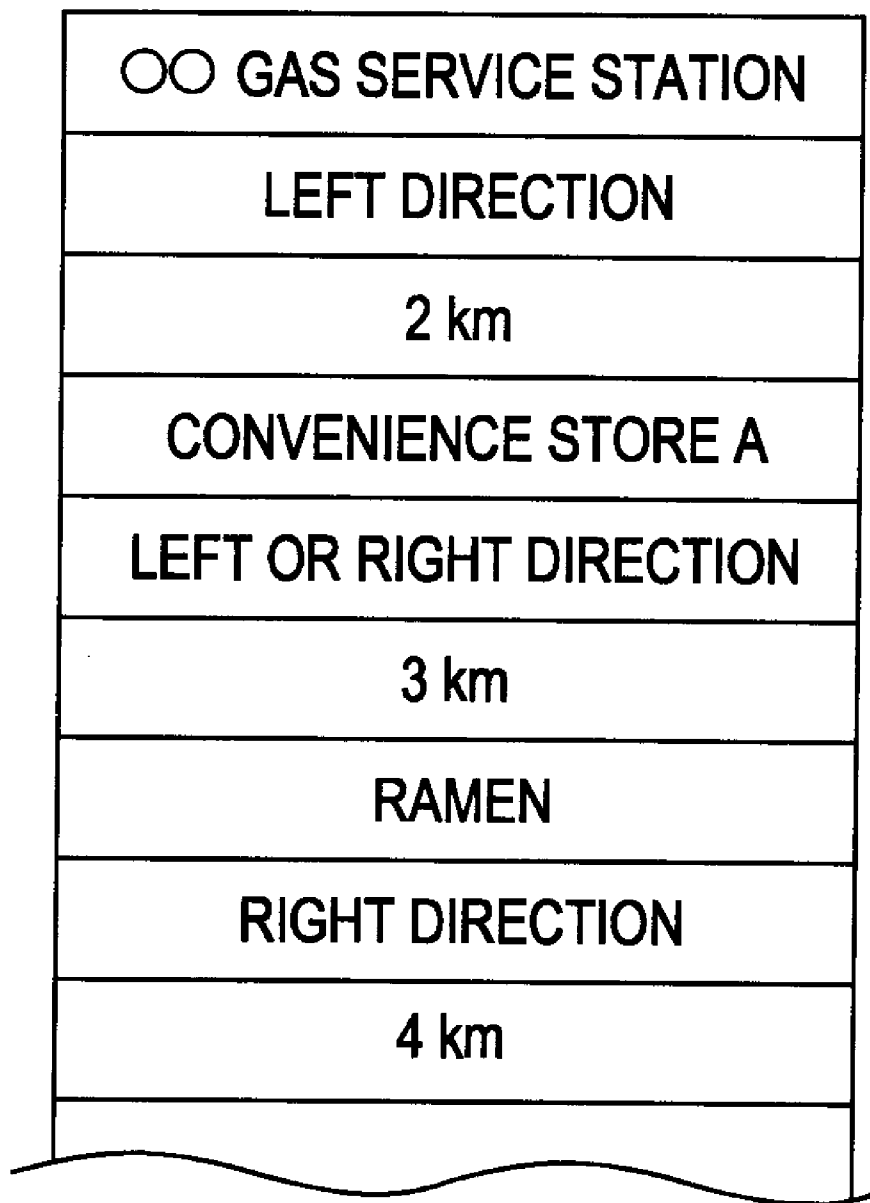 ○○ GAS SERVICE STATION
LEFT DIRECTION
2 km
CONVENIENCE STORE A
LEFT OR RIGHT DIRECTION
3 km
RAMEN
RIGHT DIRECTION
4 km